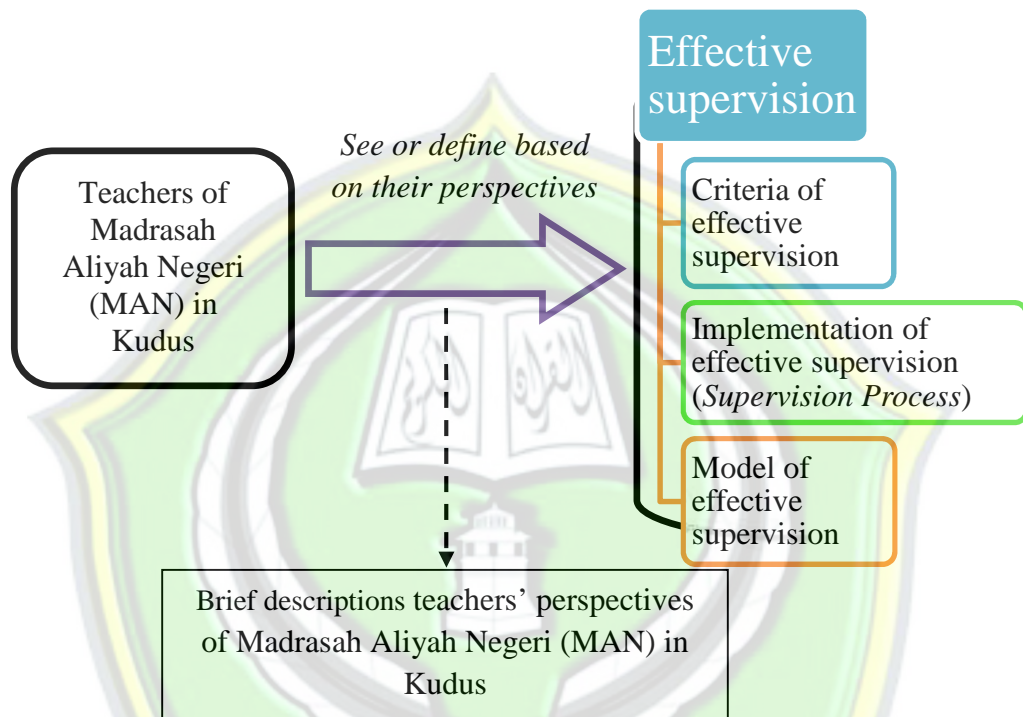 Effective
supervision
See or define based
on their perspectives
Teachers of
Madrasah
Aliyah Negeri
(MAN) in
Kudus
Criteria of
effective
supervision
Implementation of
effective supervision
(Supervision Process)
Model of
effective
supervision
Brief descriptions teachers’ perspectives
of Madrasah Aliyah Negeri (MAN) in
Kudus